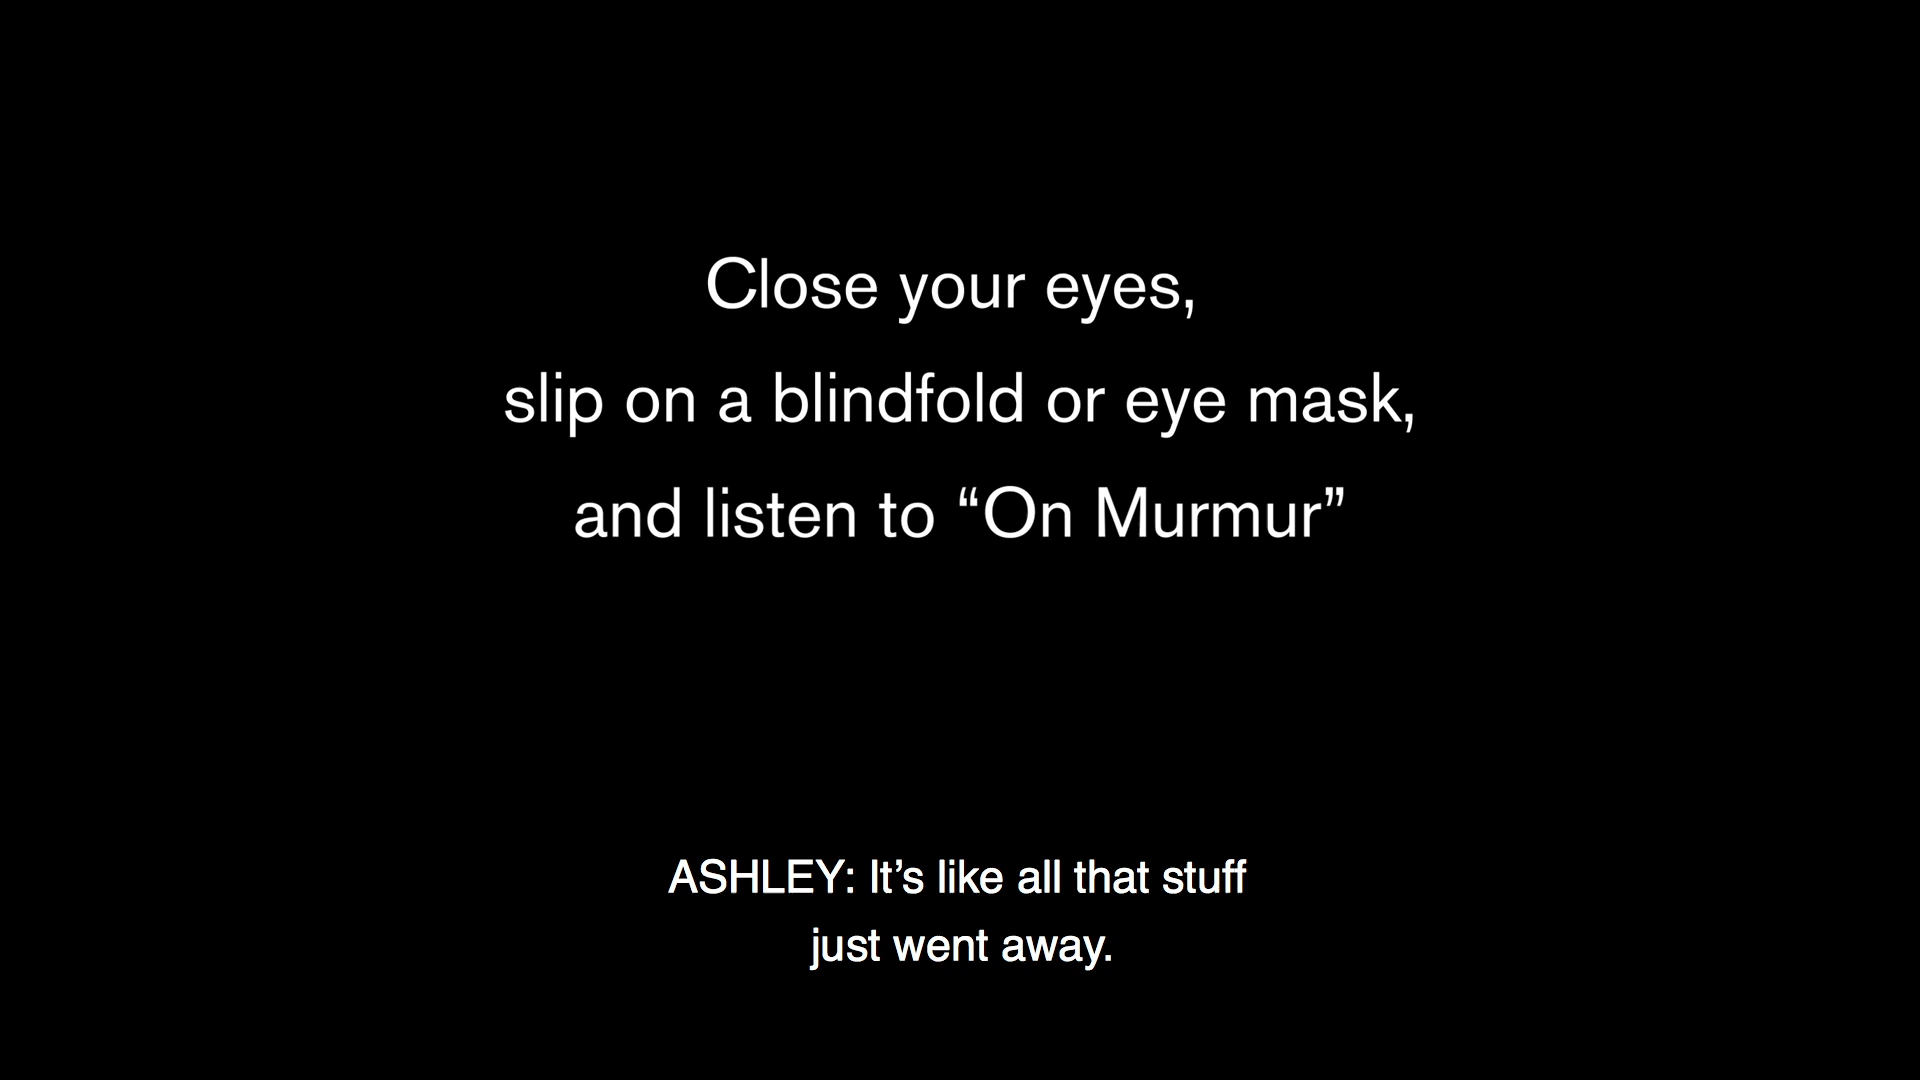 Close your eyes,
slip on a blindfold or eye mask,
and listen to “On Murmur”
ASHLEY: It’s like all that stuff
just went away.